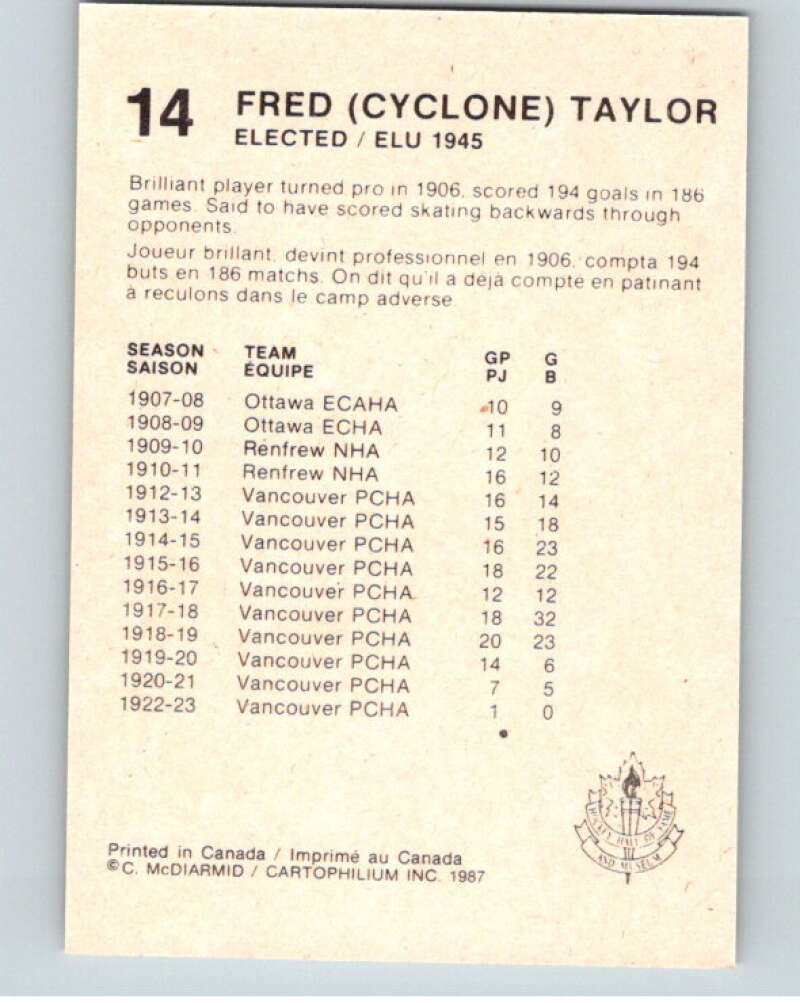 14 FRED (CYCLONE) TAYLOR
ELECTED / ELU 1945
Brilliant player turned pro in 1906, scored 194 goals in 186
games. Said to have scored skating backwards through
opponents.
Joueur brillant, devint professionnel en 1906, compta 194
buts en 186 matchs. On dit qu'il a déjà compté en patinant
à reculons dans le camp adverse.
SEASON TEAM GP G
SAISON ÉQUIPE PJ B
1907-08 Ottawa ECAHA 10 9
1908-09 Ottawa ECHA 11 8
1909-10 Renfrew NHA 12 10
1910-11 Renfrew NHA 16 12
1912-13 Vancouver PCHA 16 14
1913-14 Vancouver PCHA 15 18
1914-15 Vancouver PCHA 16 23
1915-16 Vancouver PCHA 18 22
1916-17 Vancouver PCHA 12 12
1917-18 Vancouver PCHA 18 32
1918-19 Vancouver PCHA 20 23
1919-20 Vancouver PCHA 14 6
1920-21 Vancouver PCHA 7 5
1922-23 Vancouver PCHA 1 0
HOCKEY HALL OF FAME
AND MUSEUM
Printed in Canada / Imprimé au Canada
© C. McDIARMID / CARTOPHILIUM INC. 1987